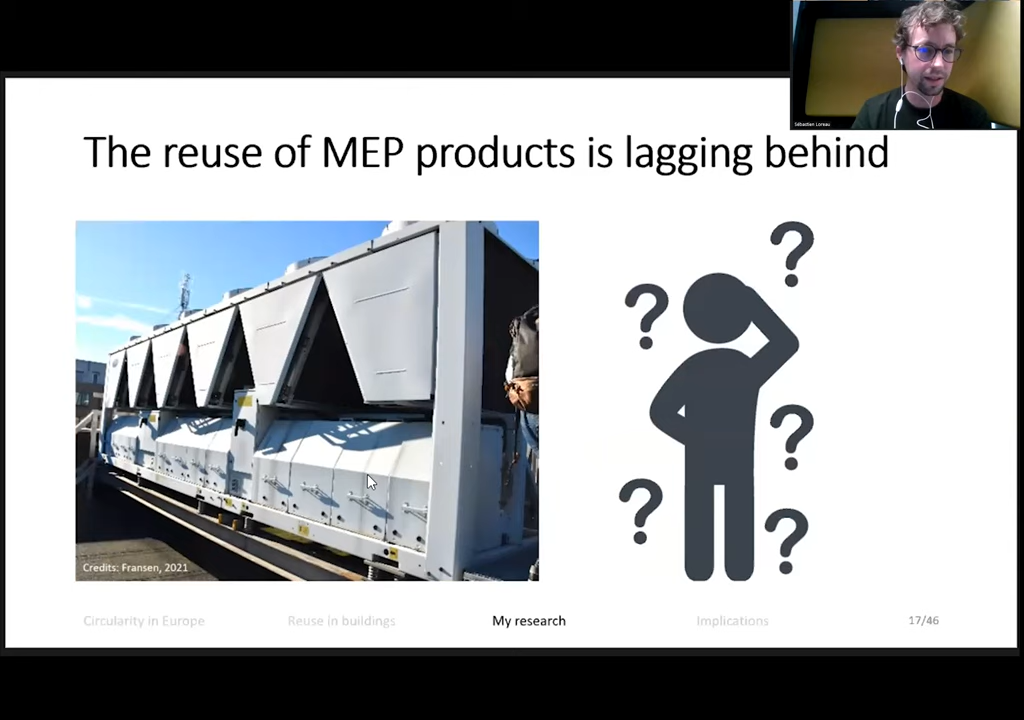 Sébastien Loreau
The reuse of MEP products is lagging behind
?
?
?
?
?
Credits: Fransen, 2021
Circularity in Europe
Reuse in buildings
My research
Implications
17/46